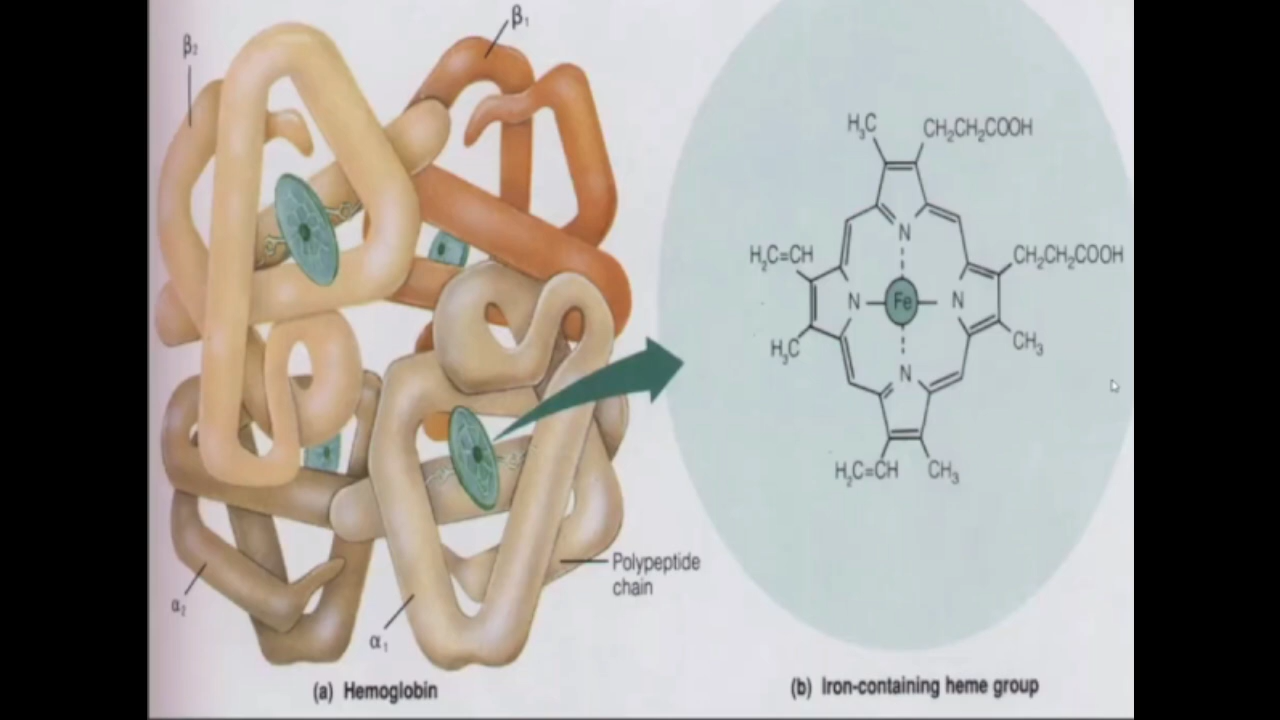 β₂
β₁
α₂
α₁
Polypeptide
chain
(a) Hemoglobin
H₃C
CH₂CH₂COOH
H₂C=CH
CH₂CH₂COOH
N
N
Fe
N
H₃C
CH₃
N
H₂C=CH
CH₃
(b) Iron-containing heme group